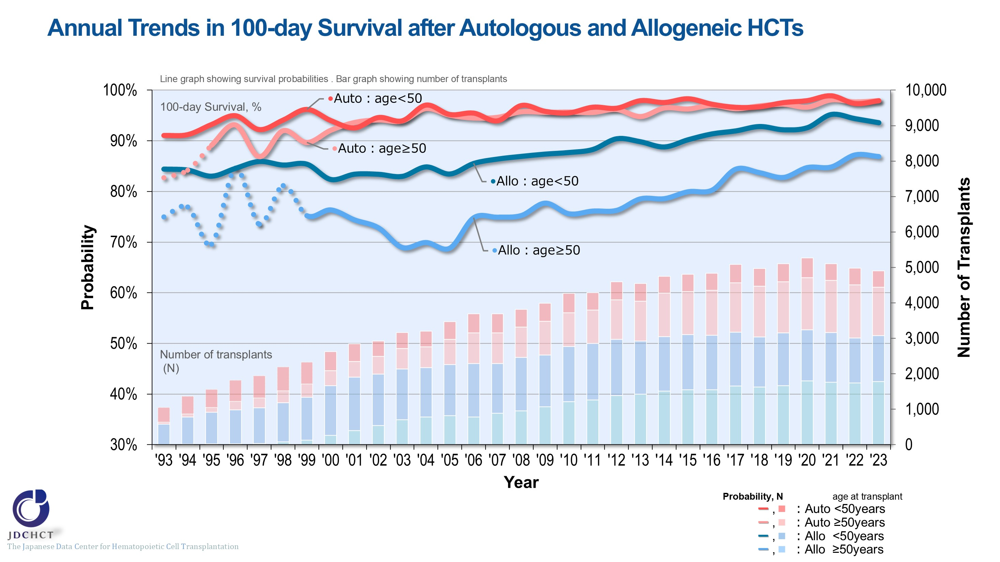 Annual Trends in 100-day Survival after Autologous and Allogeneic HCTs
Line graph showing survival probabilities . Bar graph showing number of transplants
100%
90%
80%
70%
60%
50%
40%
30%
Probability
100-day Survival, %
Auto : age<50
Auto : age≥50
Allo : age<50
Allo : age≥50
Number of transplants
(N)
10,000
9,000
8,000
7,000
6,000
5,000
4,000
3,000
2,000
1,000
0
Number of Transplants
'93 '94 '95 '96 '97 '98 '99 '00 '01 '02 '03 '04 '05 '06 '07 '08 '09 '10 '11 '12 '13 '14 '15 '16 '17 '18 '19 '20 '21 '22 '23
Year
Probability, N age at transplant
, : Auto <50years
, : Auto ≥50years
, : Allo <50years
, : Allo ≥50years
JDCHCT
The Japanese Data Center for Hematopoietic Cell Transplantation